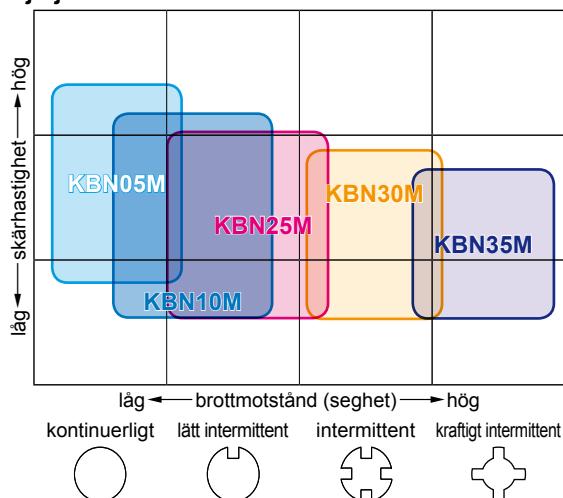 hög
skärhastighet
låg
KBN05M
KBN30M
KBN25M
KBN35M
KBN10M
låg brottmotstånd (seghet) hög
kontinuerligt lätt intermittent intermittent kraftigt intermittent